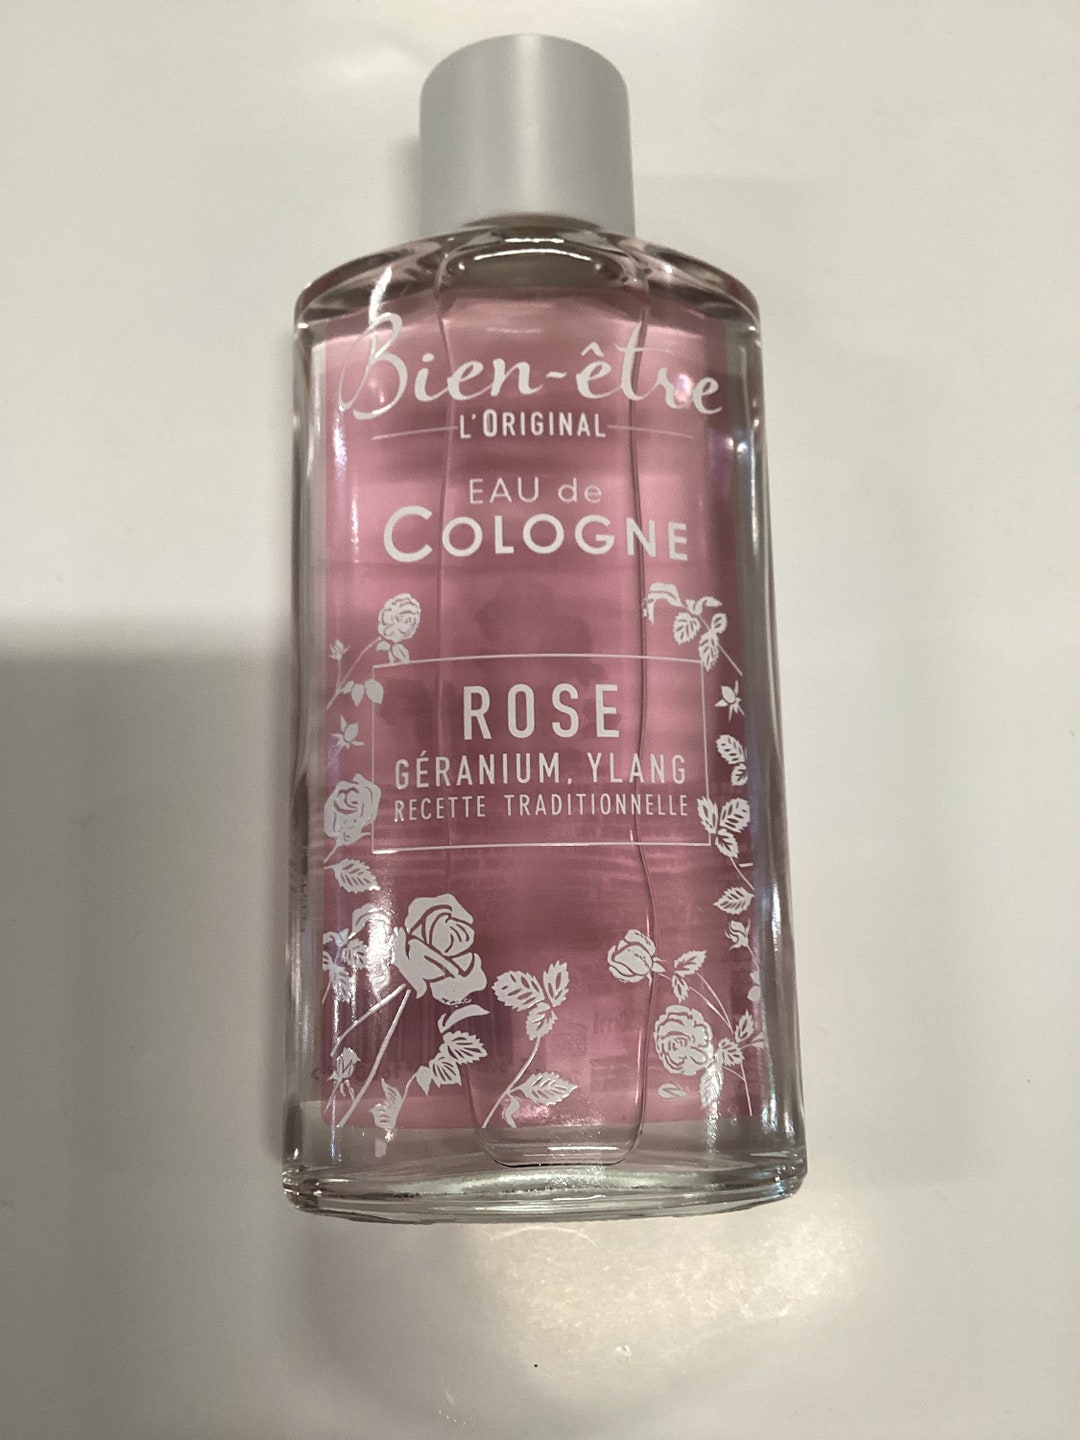 Bien-être
L'ORIGINAL
EAU de
COLOGNE
ROSE
GÉRANIUM, YLANG
RECETTE TRADITIONNELLE